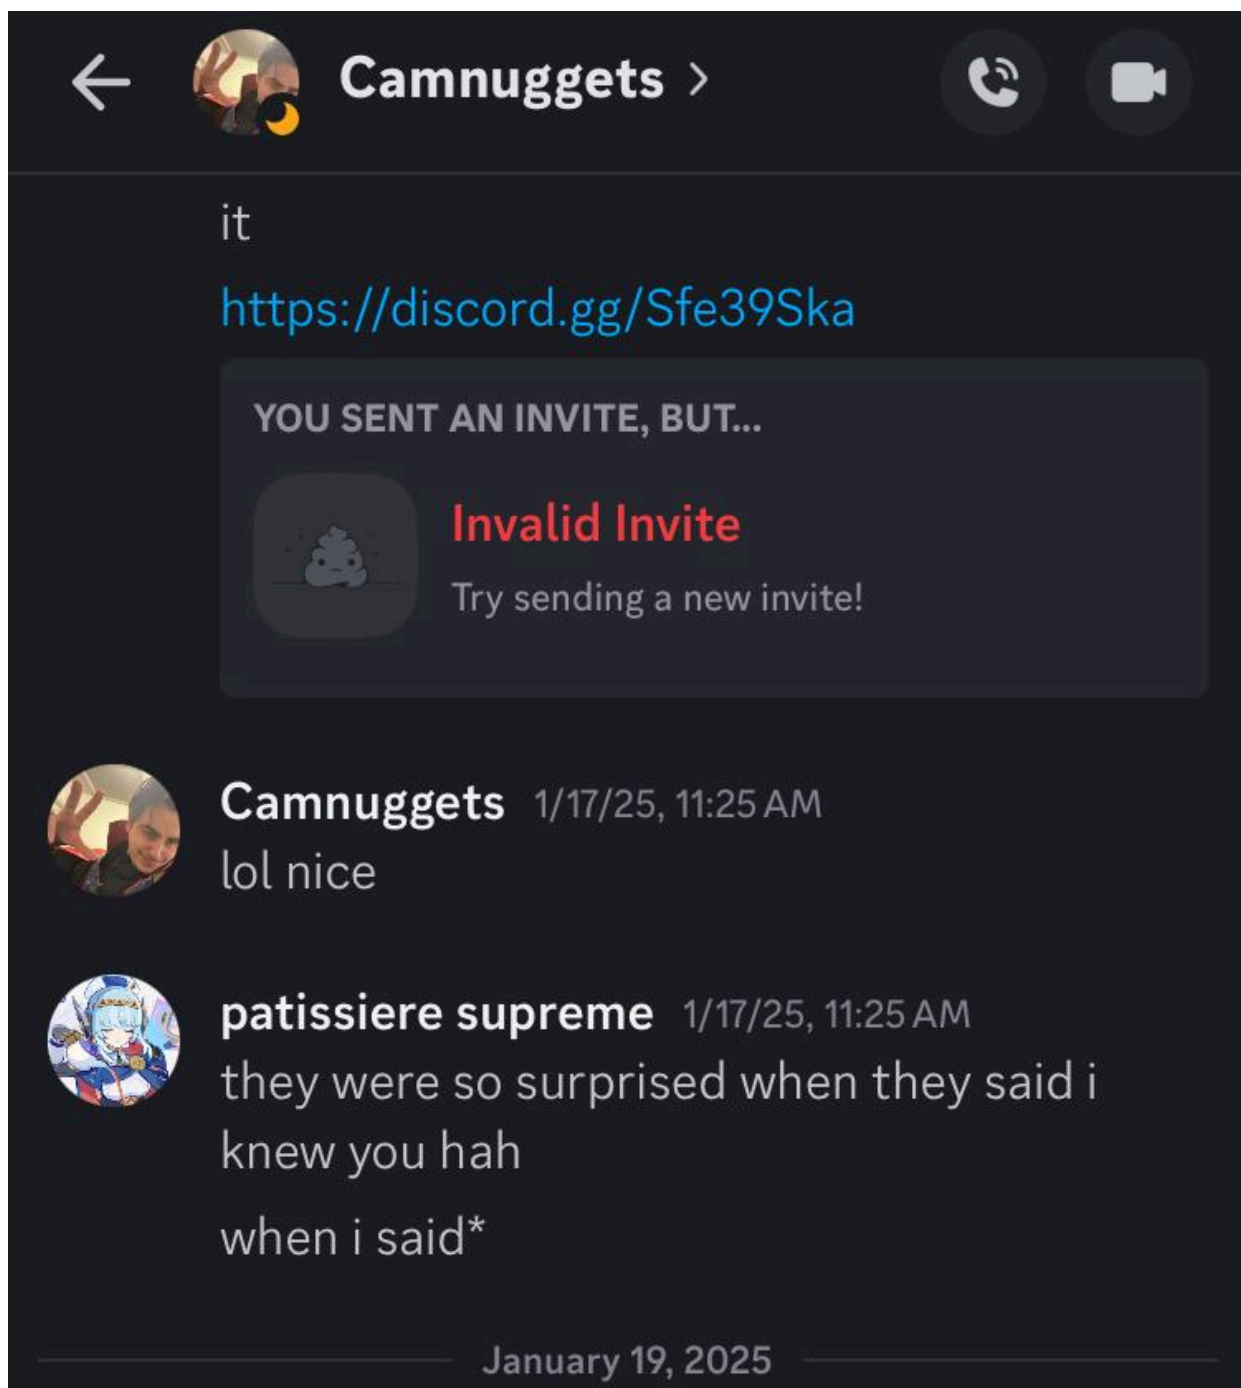 Camnuggets
it
https://discord.gg/Sfe39Ska
YOU SENT AN INVITE, BUT...
Invalid Invite
Try sending a new invite!
Camnuggets 1/17/25, 11:25 AM
lol nice
patissiere supreme 1/17/25, 11:25 AM
they were so surprised when they said i
knew you hah
when i said*
January 19, 2025